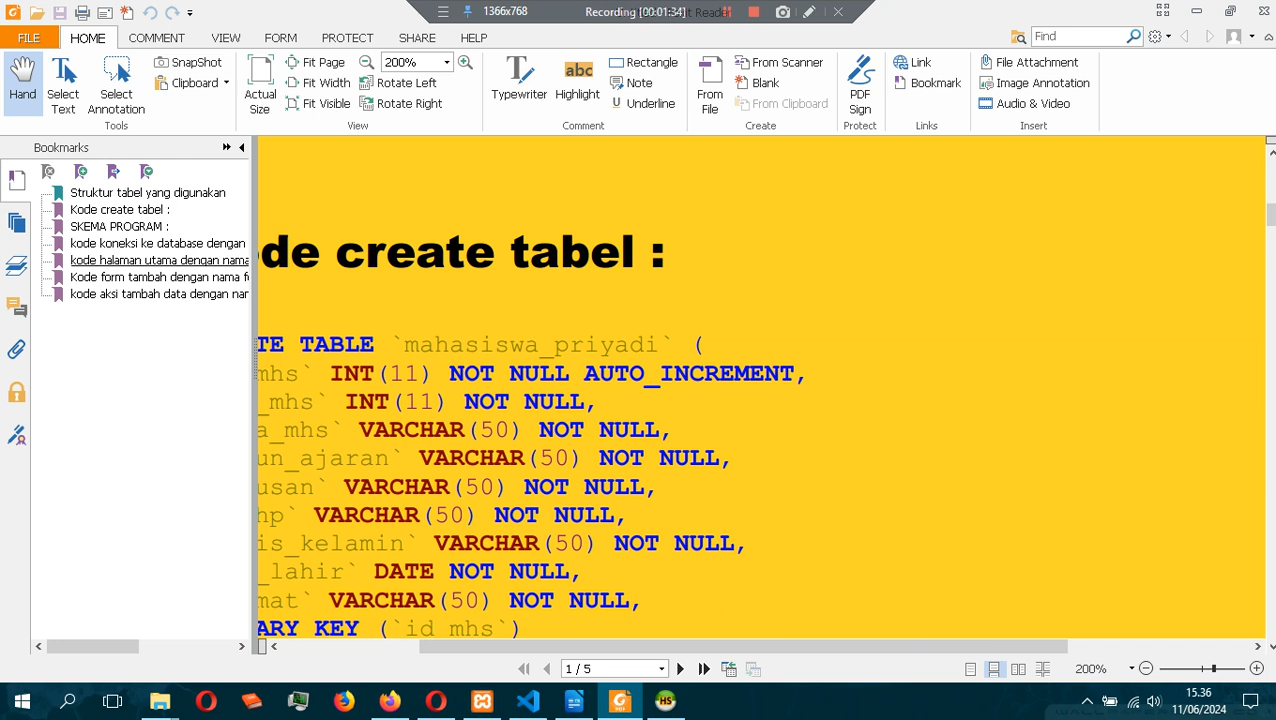 1366x768
Recording [00:01:34]
FILE
HOME
COMMENT
VIEW
FORM
PROTECT
SHARE
HELP
Find
Hand
Select
Text
Select
Annotation
SnapShot
Clipboard
Tools
Actual
Size
Fit Page
Fit Width
Fit Visible
200%
Rotate Left
Rotate Right
View
Typewriter
Highlight
Rectangle
Note
Underline
Comment
From
File
From Scanner
Blank
From Clipboard
Create
PDF
Sign
Protect
Link
Bookmark
Links
File Attachment
Image Annotation
Audio & Video
Insert
Bookmarks
Struktur tabel yang digunakan
Kode create tabel :
SKEMA PROGRAM :
kode koneksi ke database dengan
kode halaman utama dengan nama
Kode form tambah dengan nama f
kode aksi tambah data dengan nar
ode create tabel :
TE TABLE `mahasiswa_priyadi` (
mhs` INT(11) NOT NULL AUTO_INCREMENT,
_mhs` INT(11) NOT NULL,
a_mhs` VARCHAR(50) NOT NULL,
un_ajaran` VARCHAR(50) NOT NULL,
usan` VARCHAR(50) NOT NULL,
hp` VARCHAR(50) NOT NULL,
is_kelamin` VARCHAR(50) NOT NULL,
_lahir` DATE NOT NULL,
mat` VARCHAR(50) NOT NULL,
ARY KEY (`id_mhs`)
1 / 5
200%
HS
15.36
11/06/2024